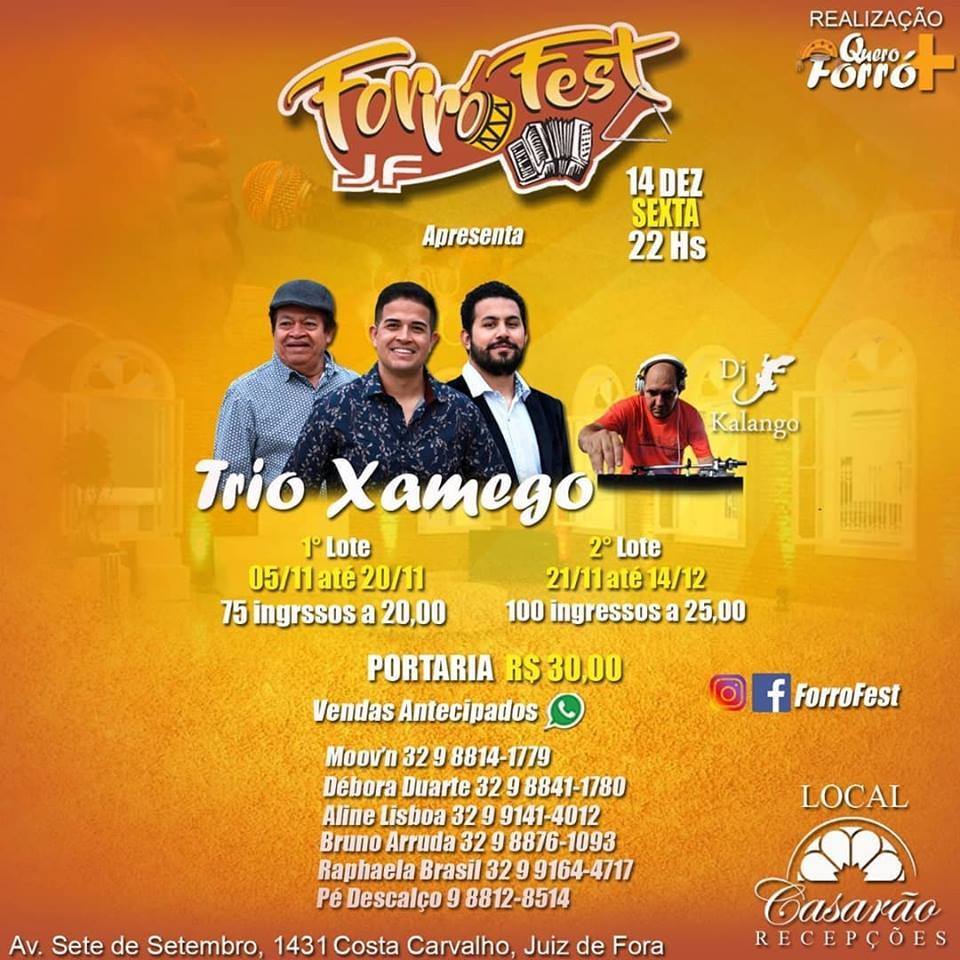 REALIZAÇÃO
Quero
Forró+
Forró Fest
JF
14 DEZ
SEXTA
22 Hs
Apresenta
Dj
Kalango
Trio Xamego
1° Lote
05/11 até 20/11
75 ingrssos a 20,00
2° Lote
21/11 até 14/12
100 ingressos a 25,00
PORTARIA R$ 30,00
Vendas Antecipados
ForroFest
Moov'n 32 9 8814-1779
Débora Duarte 32 9 8841-1780
Aline Lisboa 32 9 9141-4012
Bruno Arruda 32 9 8876-1093
Raphaela Brasil 32 9 9164-4717
Pé Descalço 9 8812-8514
LOCAL
Casarão
RECEPÇÕES
Av. Sete de Setembro, 1431 Costa Carvalho, Juiz de Fora